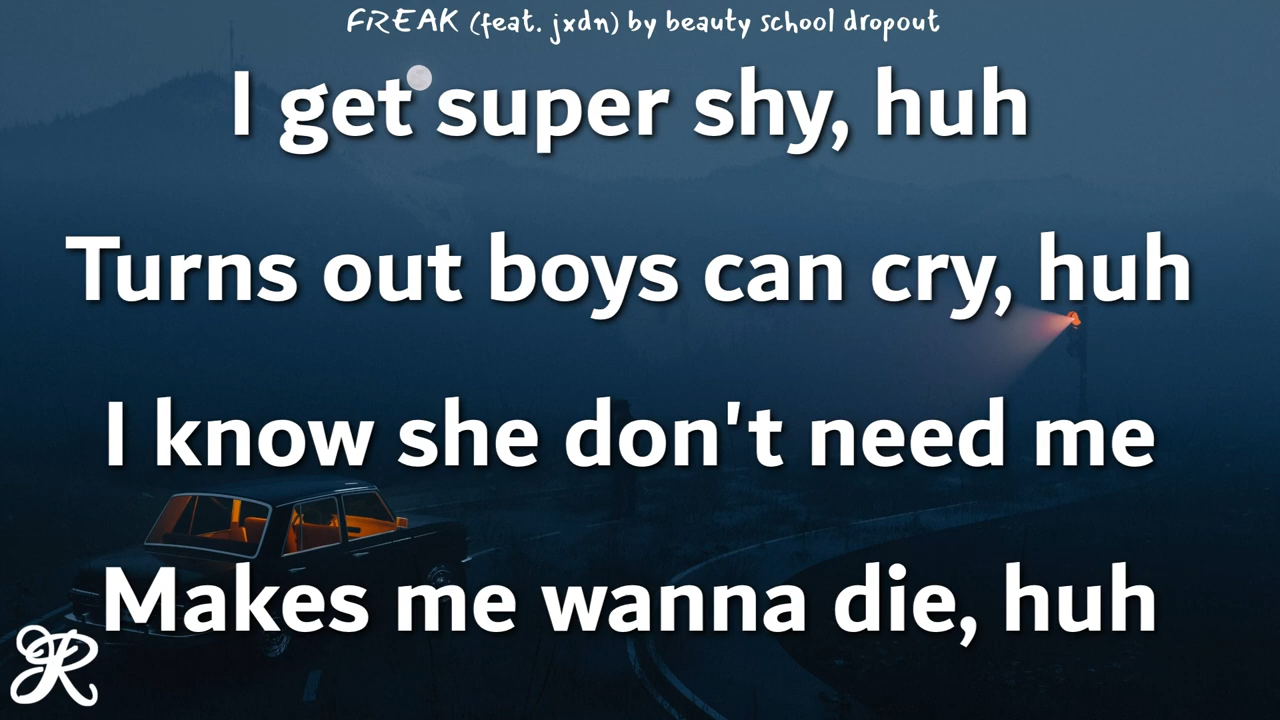 FREAK (feat. jxdn) by beauty school dropout
I get super shy, huh
Turns out boys can cry, huh
I know she don't need me
Makes me wanna die, huh
JR